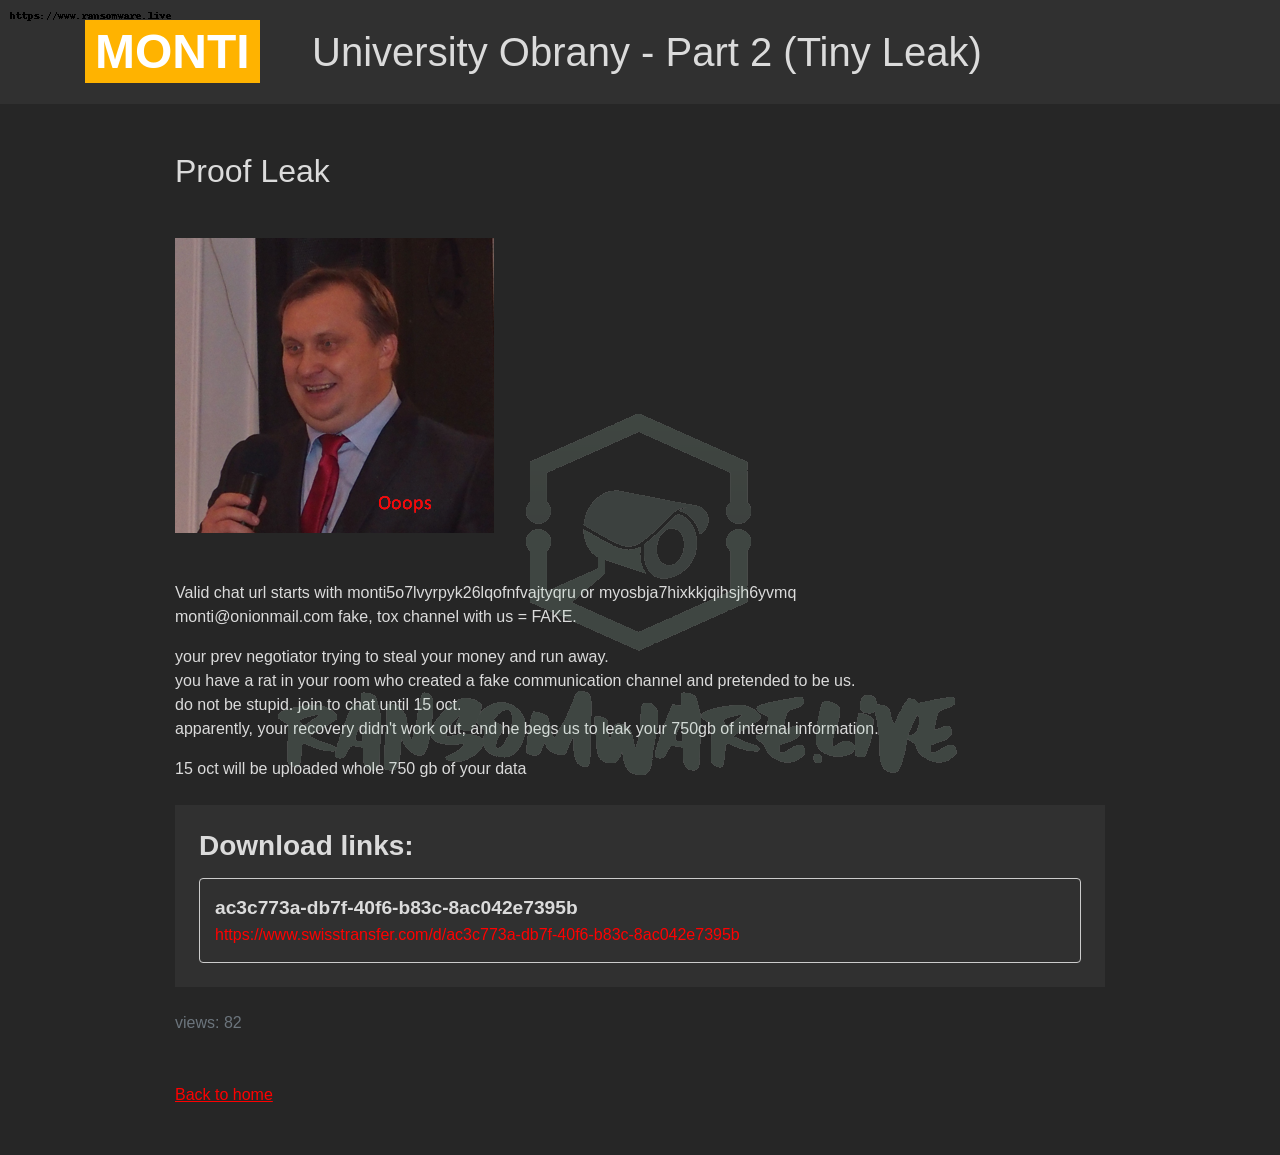 https://www.ransomware.live
MONTI
University Obrany - Part 2 (Tiny Leak)
Proof Leak
Ooops
Valid chat url starts with monti5o7lvyrpyk26lqofnfvajtyqru or myosbja7hixkkjqihsjh6yvmq
monti@onionmail.com fake, tox channel with us = FAKE.
your prev negotiator trying to steal your money and run away.
you have a rat in your room who created a fake communication channel and pretended to be us.
do not be stupid. join to chat until 15 oct.
apparently, your recovery didn't work out, and he begs us to leak your 750gb of internal information.
RANSOMWARE.LIVE
15 oct will be uploaded whole 750 gb of your data
Download links:
ac3c773a-db7f-40f6-b83c-8ac042e7395b
https://www.swisstransfer.com/d/ac3c773a-db7f-40f6-b83c-8ac042e7395b
views: 82
Back to home